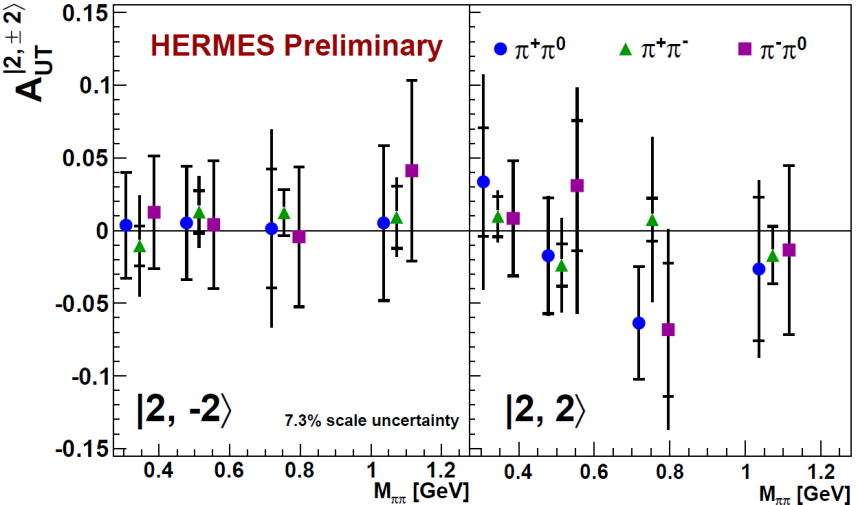 A_UT^|2, ± 2⟩
HERMES Preliminary
π⁺π⁰ π⁺π⁻ π⁻π⁰
0.15
0.1
0.05
0
-0.05
-0.1
-0.15
|2, -2⟩
7.3% scale uncertainty
|2, 2⟩
0.4 0.6 0.8 1 1.2
0.4 0.6 0.8 1 1.2
M_ππ [GeV]
M_ππ [GeV]